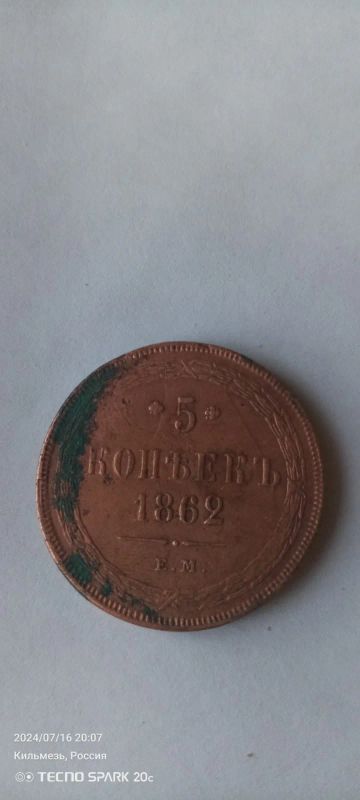 5
КОПѢЕКЪ
1862
Е.М.
2024/07/16 20:07
Кильмезь, Россия
TECNO SPARK 20c